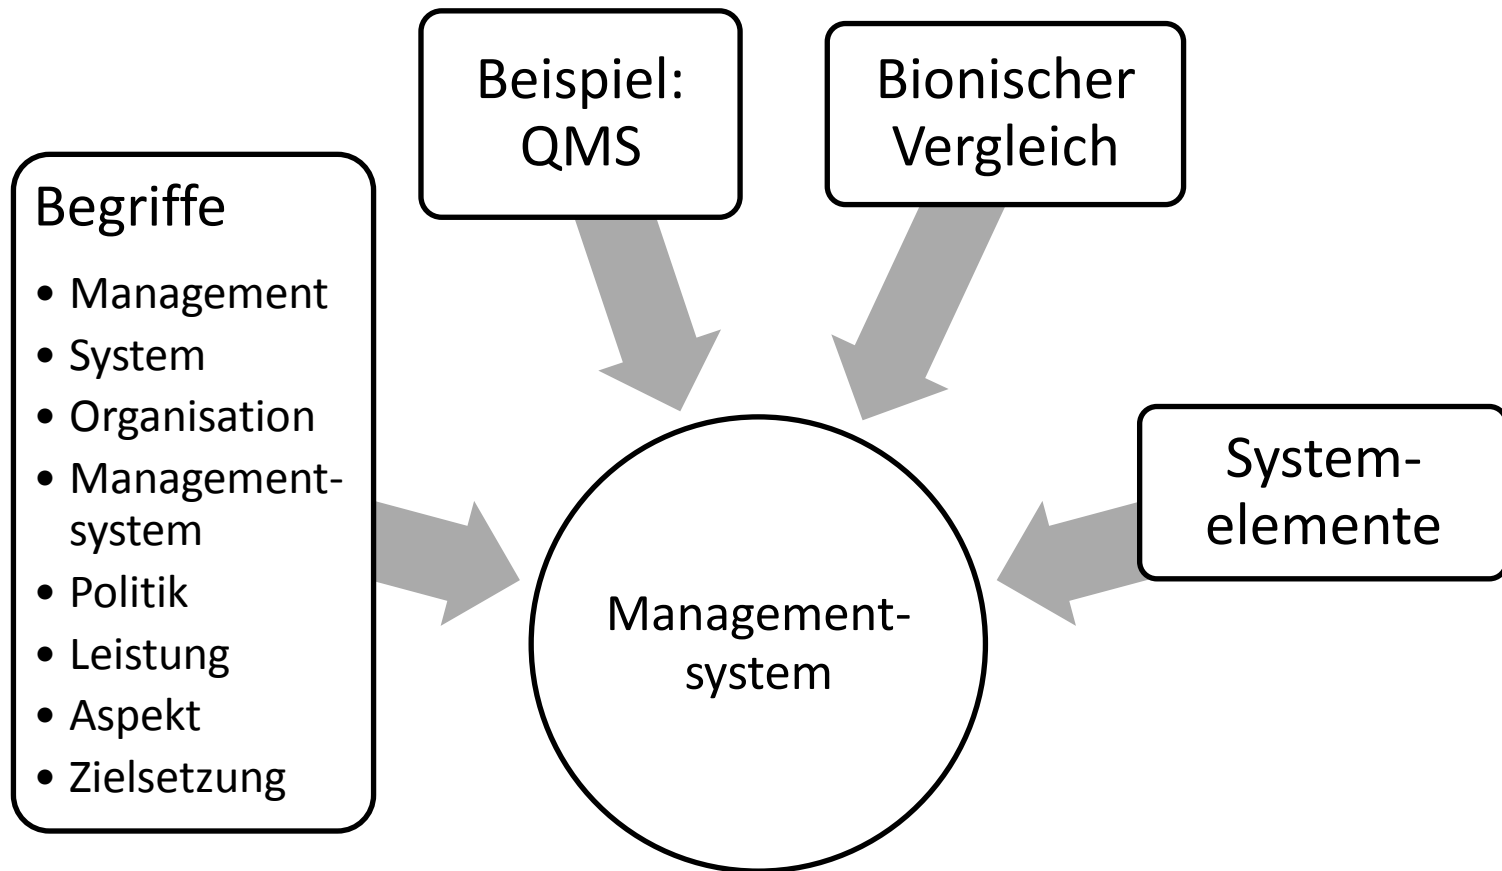 Beispiel:
QMS
Bionischer
Vergleich
Begriffe
• Management
• System
• Organisation
• Management-
system
• Politik
• Leistung
• Aspekt
• Zielsetzung
System-
elemente
Management-
system